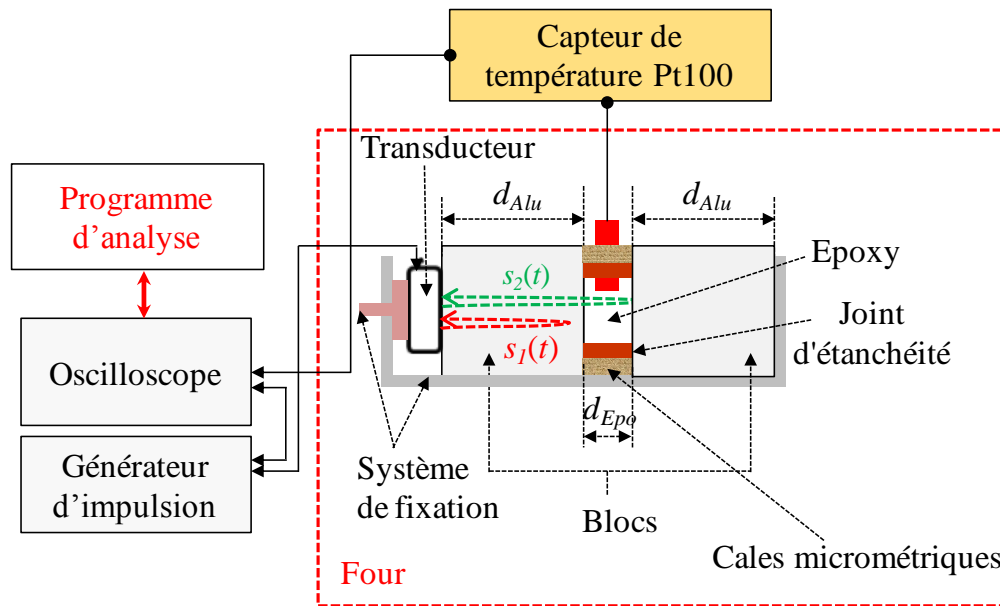 Capteur de
température Pt100
Transducteur
Programme
d’analyse
d_Alu
d_Alu
Epoxy
s_2(t)
s_1(t)
Joint
d'étanchéité
Oscilloscope
d_Epo
Générateur
d’impulsion
Système
de fixation
Blocs
Cales micrométriques
Four